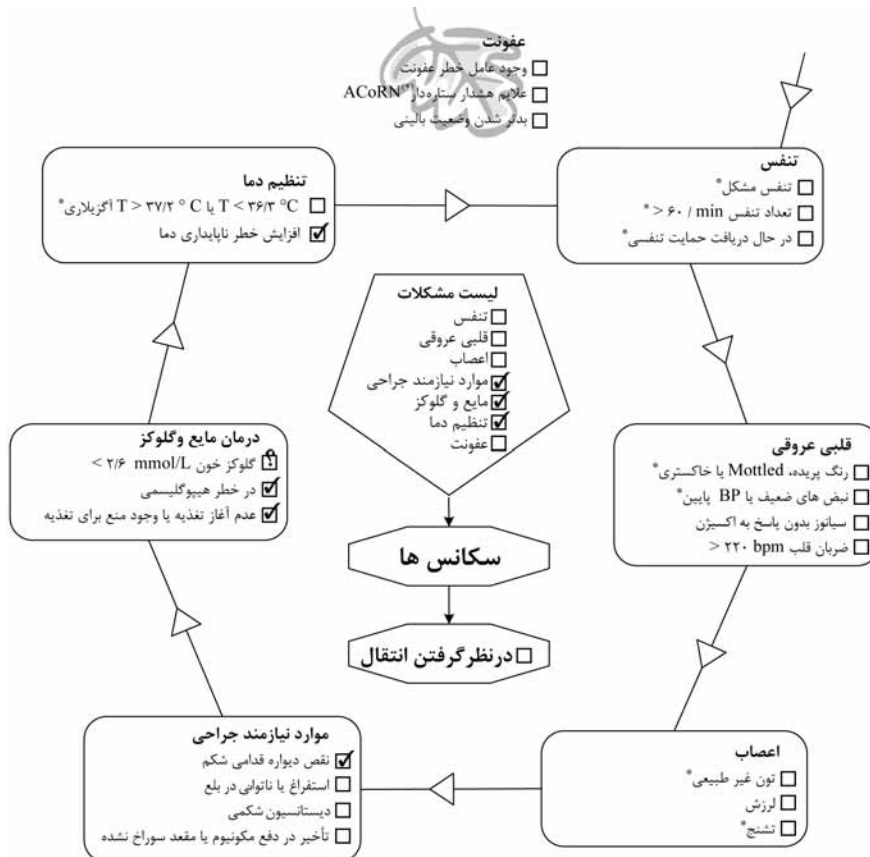 عفونت
وجود عامل خطر عفونت
علایم هشدار ستاره‌دار(*) ACoRN
بدتر شدن وضعیت بالینی
تنفس
تنفس مشکل*
تعداد تنفس ۶۰ / min < *
در حال دریافت حمایت تنفسی*
قلبی عروقی
رنگ پریده، Mottled یا خاکستری*
نبض های ضعیف یا BP پایین*
سیانوز بدون پاسخ به اکسیژن
ضربان قلب ۲۲۰ bpm <
اعصاب
تون غیر طبیعی*
لرزش
تشنج*
موارد نیازمند جراحی
نقص دیواره قدامی شکم
استفراغ یا ناتوانی در بلع
دیستانسیون شکمی
تأخیر در دفع مکونیوم یا مقعد سوراخ نشده
درمان مایع وگلوکز
گلوکز خون ۲/۶ mmol/L >
در خطر هیپوگلیسمی
عدم آغاز تغذیه یا وجود منع برای تغذیه
تنظیم دما
T < ۳۶/۳ °C یا T > ۳۷/۲ °C آگزیلاری*
افزایش خطر ناپایداری دما
لیست مشکلات
تنفس
قلبی عروقی
اعصاب
موارد نیازمند جراحی
مایع و گلوکز
تنظیم دما
عفونت
سکانس ها
درنظرگرفتن انتقال